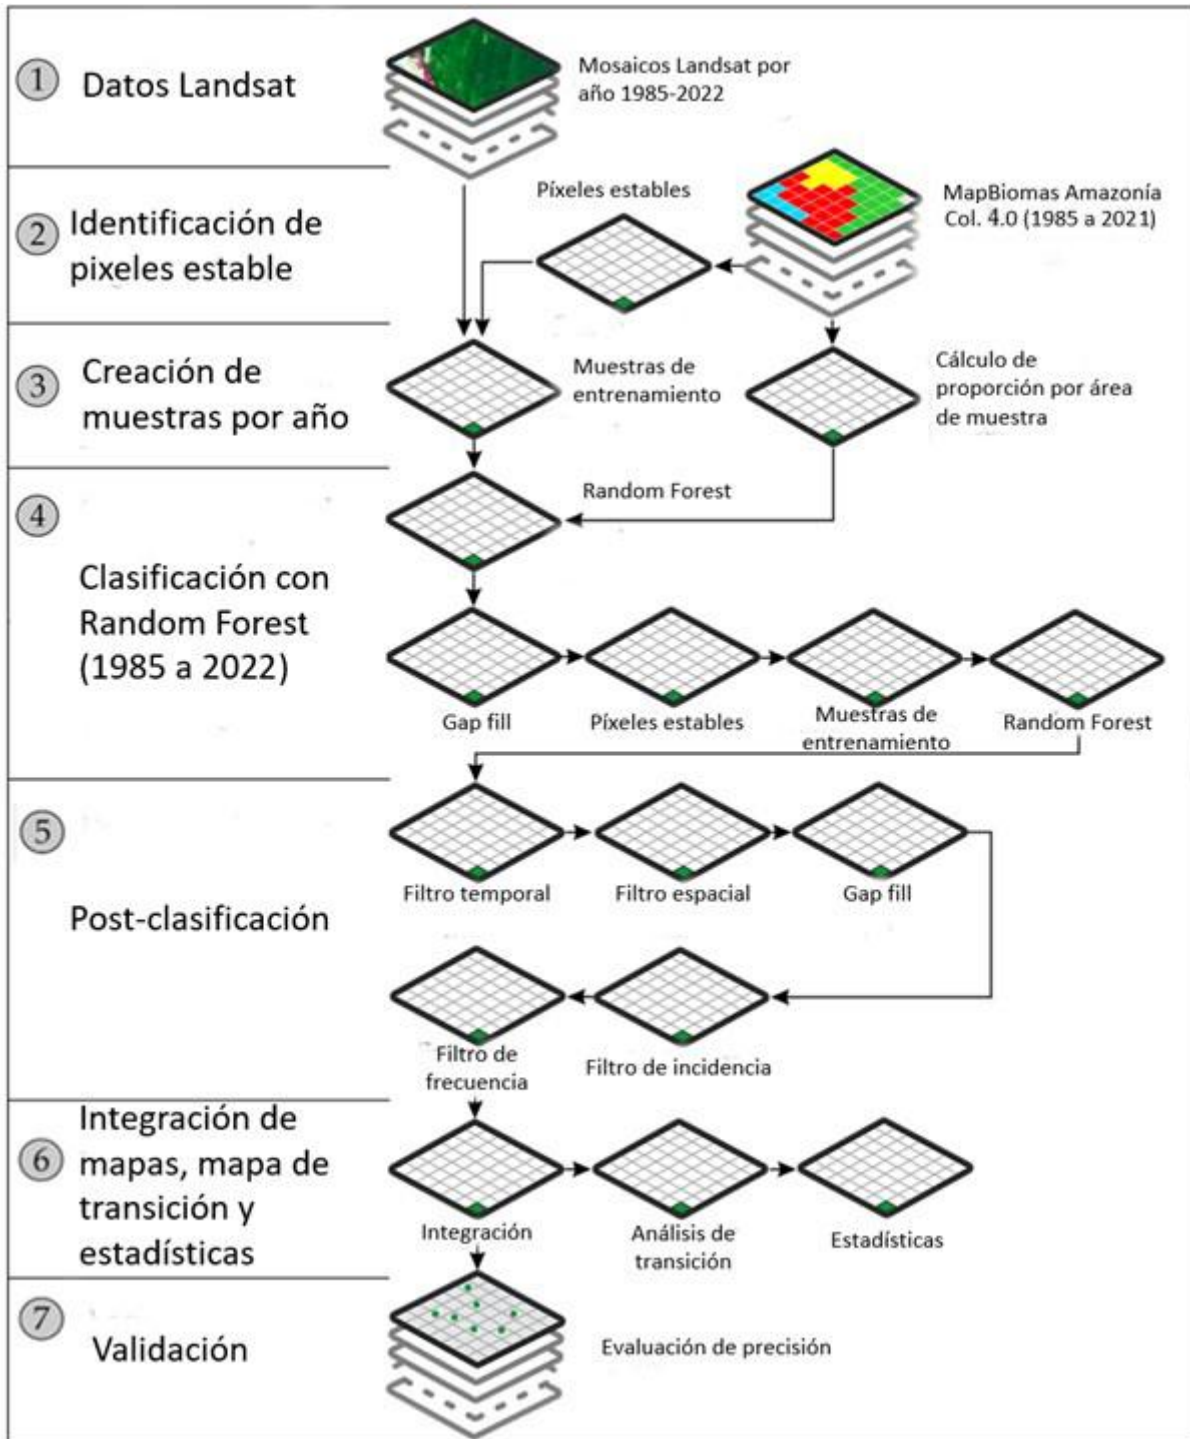 1
Datos Landsat
Mosaicos Landsat por
año 1985-2022
2
Identificación de
pixeles estable
Píxeles estables
MapBiomas Amazonía
Col. 4.0 (1985 a 2021)
3
Creación de
muestras por año
Muestras de
entrenamiento
Cálculo de
proporción por área
de muestra
4
Clasificación con
Random Forest
(1985 a 2022)
Random Forest
Gap fill
Píxeles estables
Muestras de
entrenamiento
Random Forest
5
Post-clasificación
Filtro temporal
Filtro espacial
Gap fill
Filtro de
frecuencia
Filtro de incidencia
6
Integración de
mapas, mapa de
transición y
estadísticas
Integración
Análisis de
transición
Estadísticas
7
Validación
Evaluación de precisión